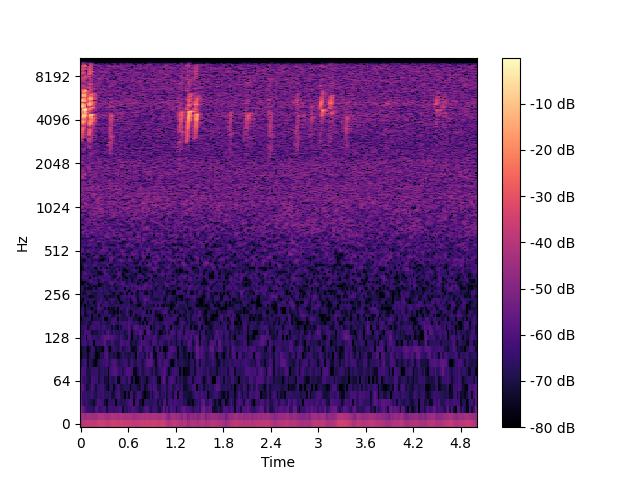 8192
4096
2048
1024
512
256
128
64
0
Hz
0 0.6 1.2 1.8 2.4 3 3.6 4.2 4.8
Time
-10 dB
-20 dB
-30 dB
-40 dB
-50 dB
-60 dB
-70 dB
-80 dB